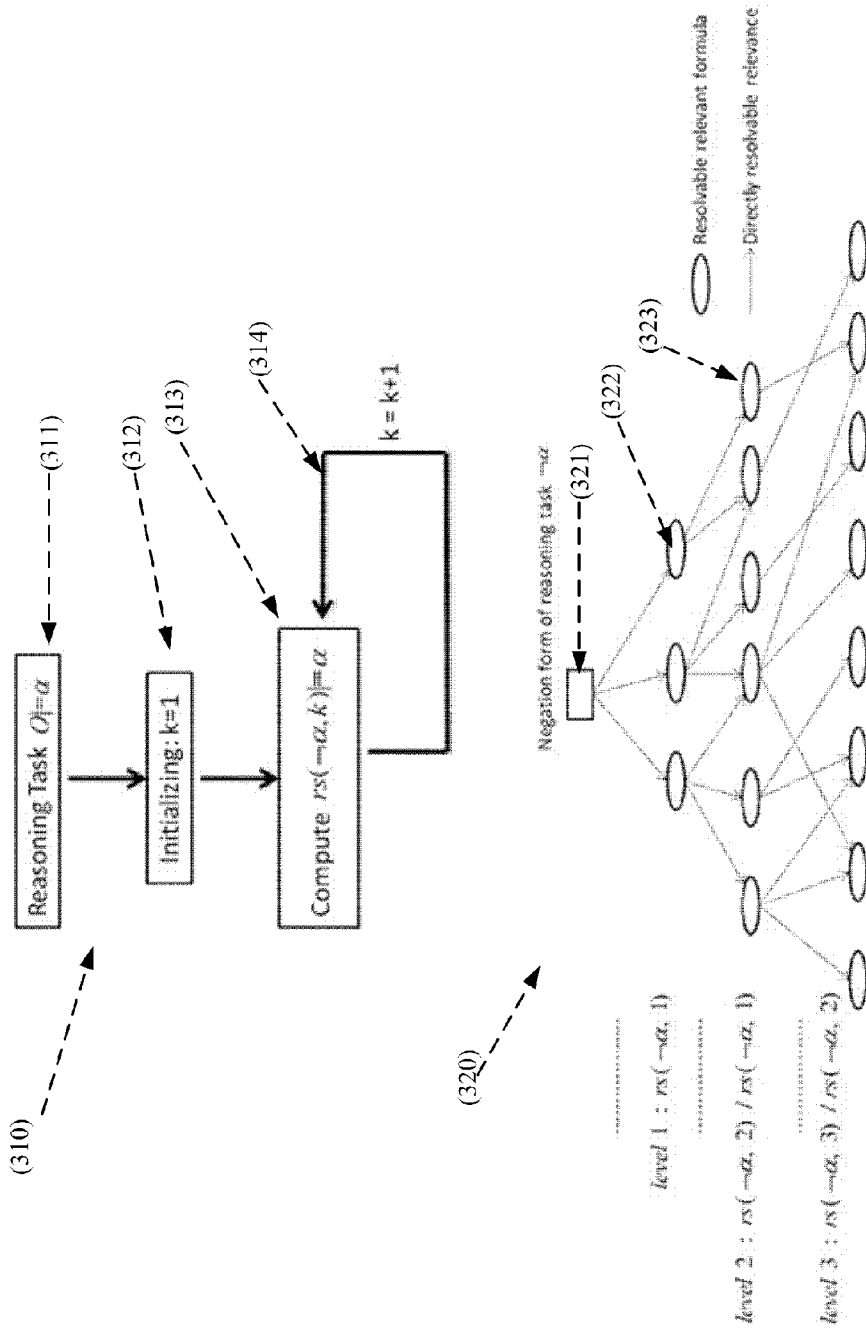 (310)
Reasoning Task O|=α
(311)
Initializing: k=1
(312)
Compute rs(¬α, k)|=α
(313)
(314)
k = k+1
(320)
Negation form of reasoning task ¬α
(321)
(322)
(323)
Resolvable relevant formula
Directly resolvable relevance
level 1 : rs(¬α, 1)
level 2 : rs(¬α, 2) / rs(¬α, 1)
level 3 : rs(¬α, 3) / rs(¬α, 2)